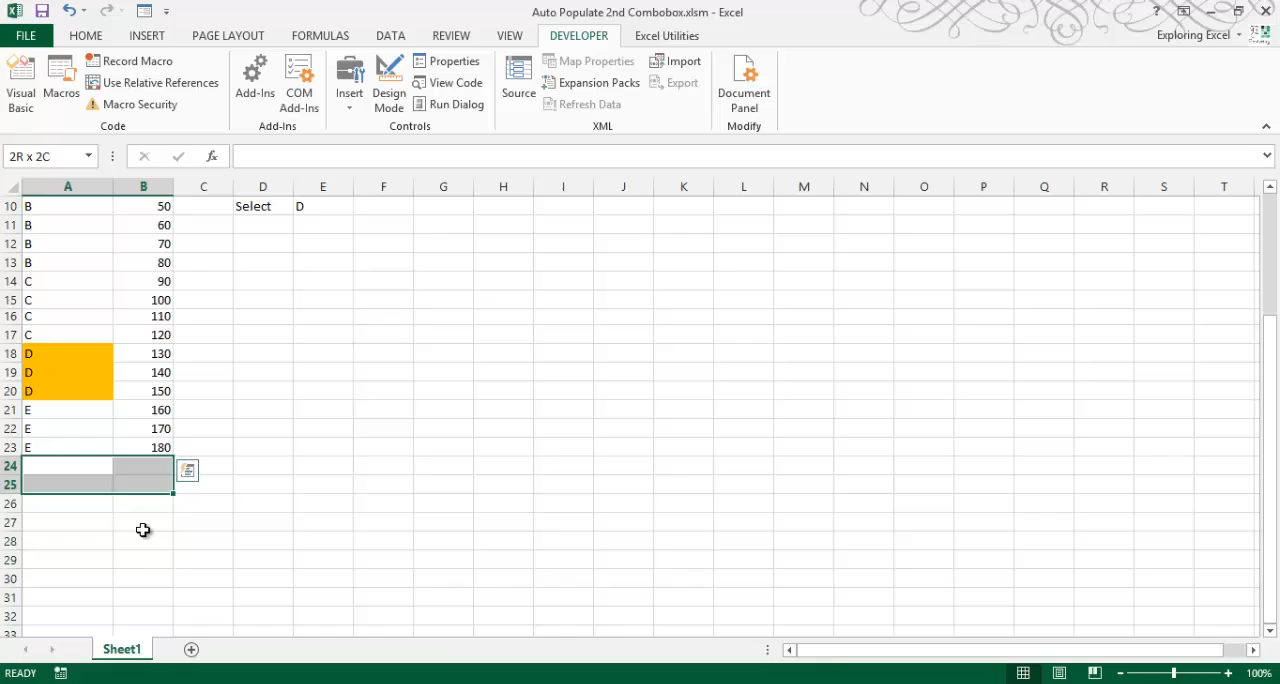 Auto Populate 2nd Combobox.xlsm - Excel
?
FILE HOME INSERT PAGE LAYOUT FORMULAS DATA REVIEW VIEW DEVELOPER Excel Utilities Exploring Excel
Visual Basic
Macros
Record Macro
Use Relative References
Macro Security
Code
Add-Ins
COM Add-Ins
Add-Ins
Insert
Design Mode
Properties
View Code
Run Dialog
Controls
Source
Map Properties
Expansion Packs
Refresh Data
Import
Export
XML
Document Panel
Modify
2R x 2C fx
A B C D E F G H I J K L M N O P Q R S T
10 B 50 Select D
11 B 60
12 B 70
13 B 80
14 C 90
15 C 100
16 C 110
17 C 120
18 D 130
19 D 140
20 D 150
21 E 160
22 E 170
23 E 180
24
25
26
27
28
29
30
31
32
33
Sheet1
READY 100%